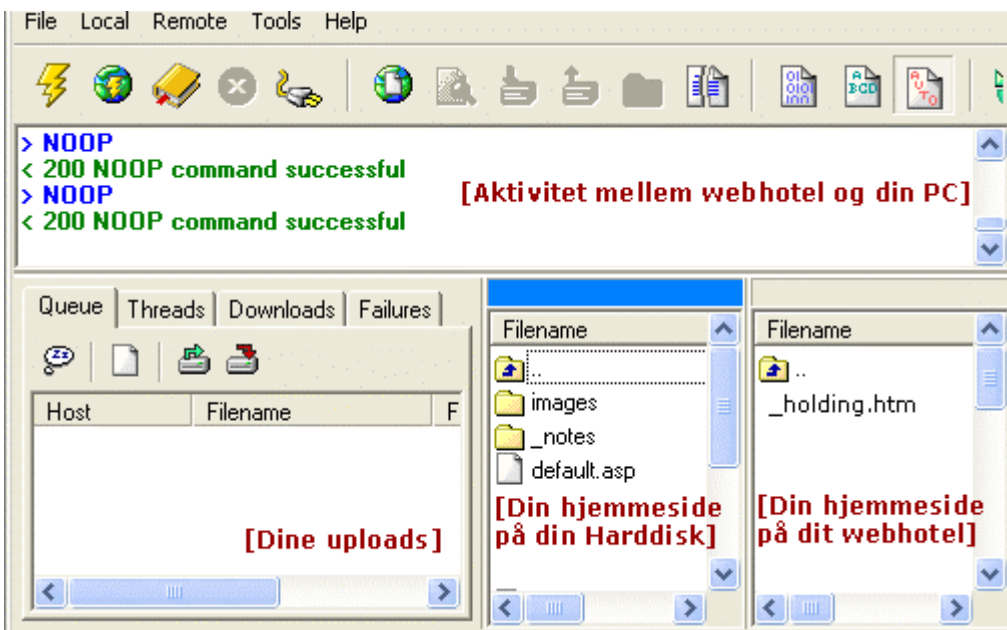 File Local Remote Tools Help
> NOOP
< 200 NOOP command successful
> NOOP
< 200 NOOP command successful
[Aktivitet mellem webhotel og din PC]
Queue Threads Downloads Failures
Host Filename F
[Dine uploads]
Filename
..
images
_notes
default.asp
[Din hjemmeside
på din Harddisk]
Filename
..
_holding.htm
[Din hjemmeside
på dit webhotel]